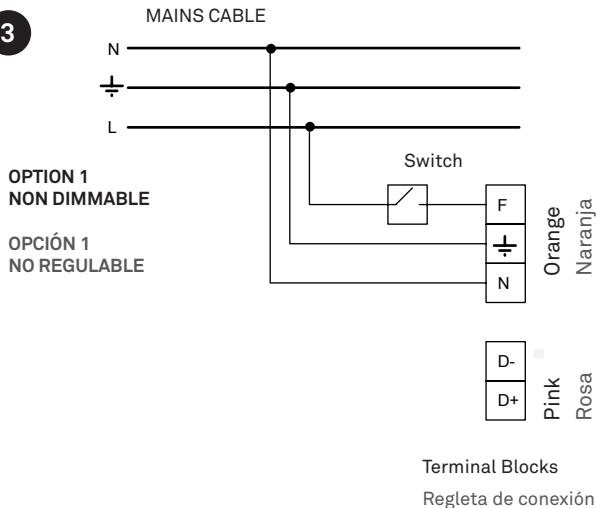 3
MAINS CABLE
N
L
OPTION 1
NON DIMMABLE
OPCIÓN 1
NO REGULABLE
Switch
F
N
Orange
Naranja
D-
D+
Pink
Rosa
Terminal Blocks
Regleta de conexión